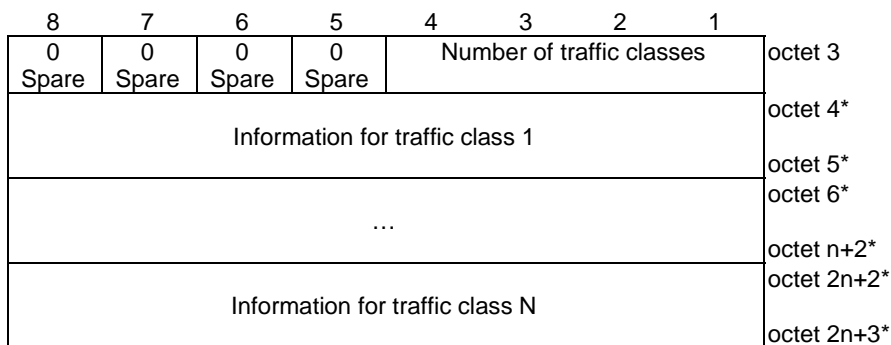 8 7 6 5 4 3 2 1
0 0 0 0 Number of traffic classes octet 3
Spare Spare Spare Spare
octet 4*
Information for traffic class 1
octet 5*
octet 6*
…
octet n+2*
octet 2n+2*
Information for traffic class N
octet 2n+3*